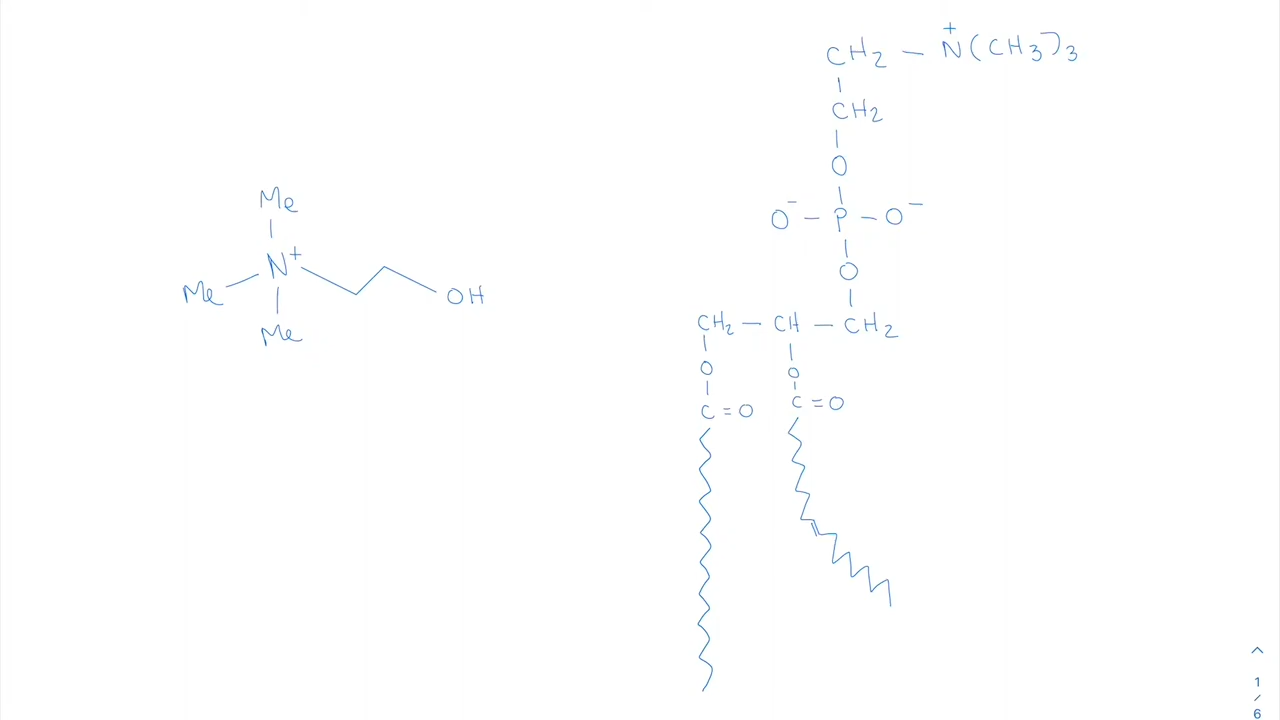 Me
|
N+
Me
Me
OH
CH2 — N+(CH3)3
|
CH2
|
O
|
O- — P — O-
|
O
|
CH2 — CH — CH2
| |
O O
| |
C=O C=O
^
1
/
6